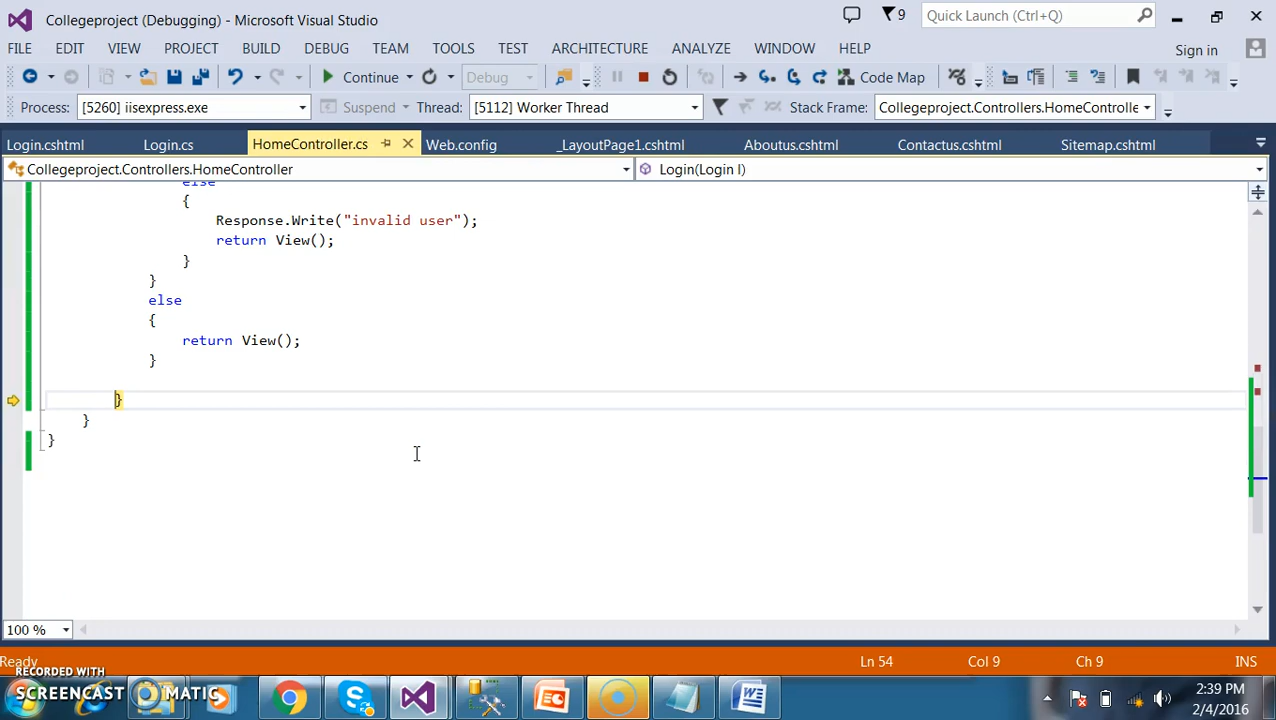 Collegeproject (Debugging) - Microsoft Visual Studio
9
Quick Launch (Ctrl+Q)
FILE EDIT VIEW PROJECT BUILD DEBUG TEAM TOOLS TEST ARCHITECTURE ANALYZE WINDOW HELP
Sign in
Continue Debug Code Map
Process: [5260] iisexpress.exe Suspend Thread: [5112] Worker Thread Stack Frame: Collegeproject.Controllers.HomeControlle
Login.cshtml Login.cs HomeController.cs Web.config _LayoutPage1.cshtml Aboutus.cshtml Contactus.cshtml Sitemap.cshtml
Collegeproject.Controllers.HomeController Login(Login l)
else
{
Response.Write("invalid user");
return View();
}
}
else
{
return View();
}
}
}
}
100 %
Ready Ln 54 Col 9 Ch 9 INS
RECORDED WITH
SCREENCAST MATIC
2:39 PM
2/4/2016